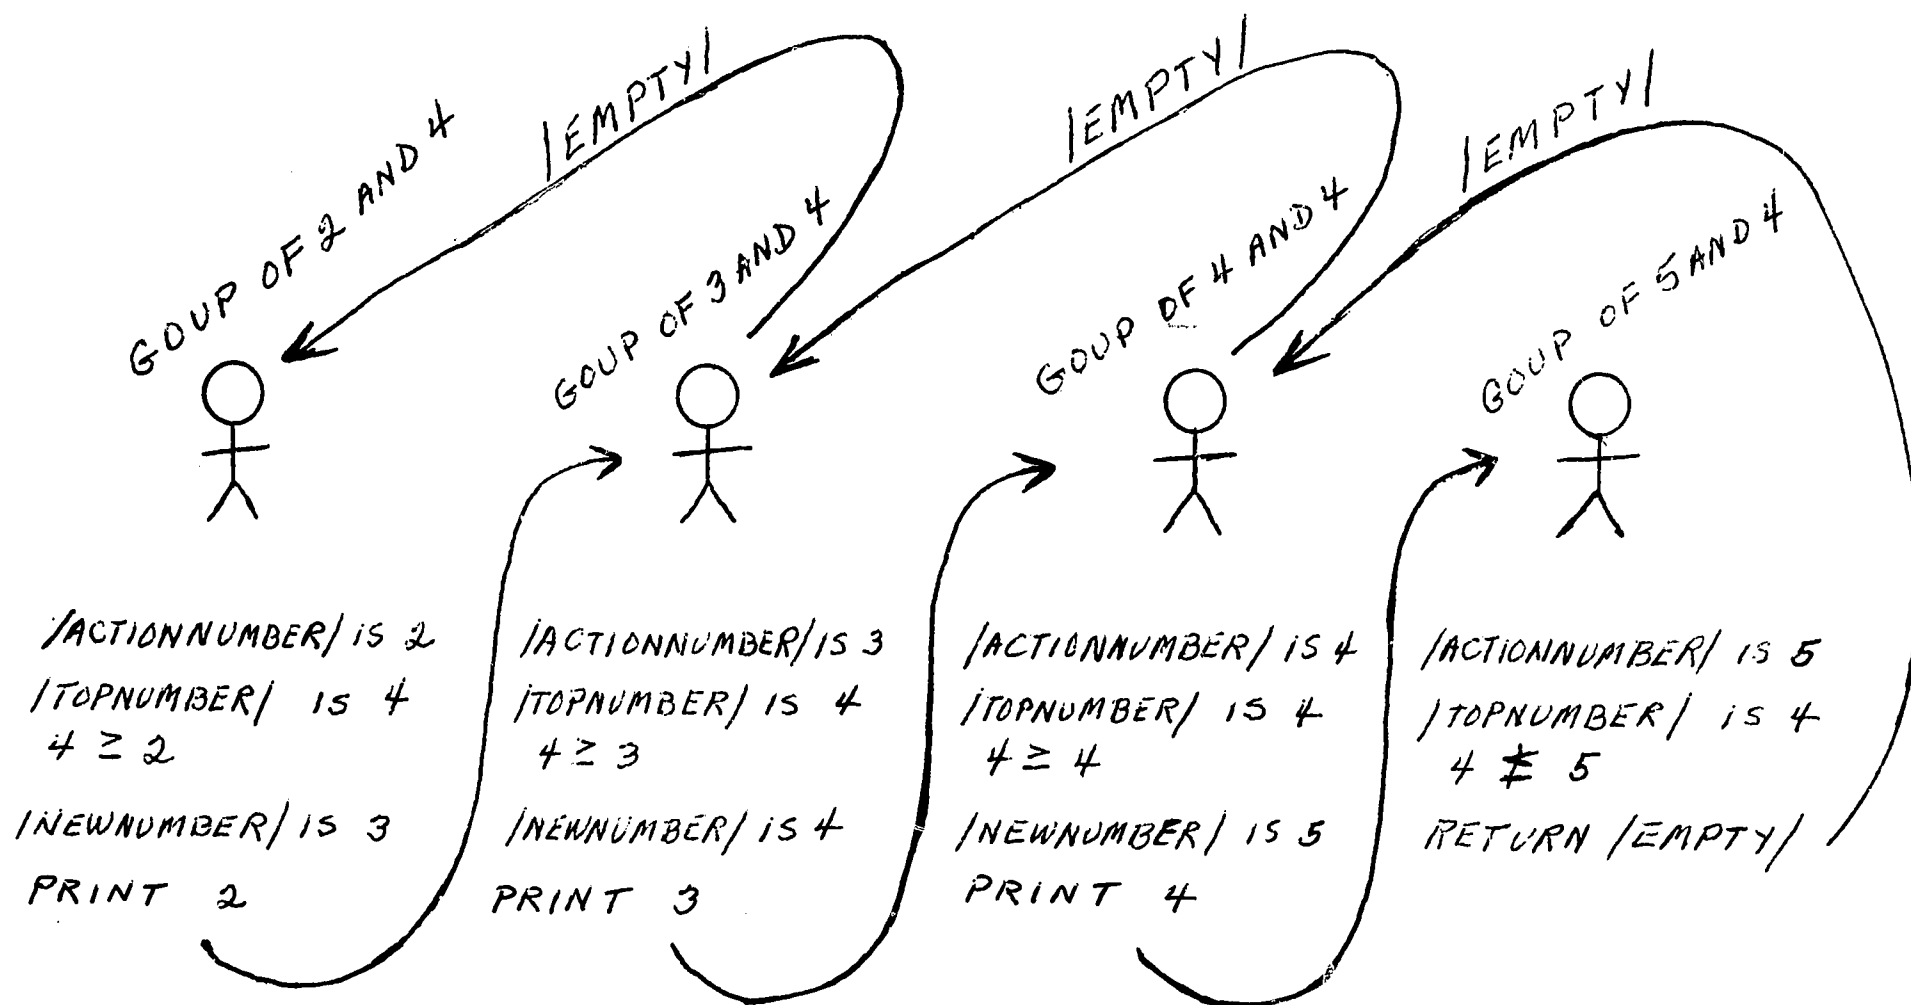 /EMPTY/
GOUP OF 2 AND 4
/ACTIONNUMBER/ IS 2
/TOPNUMBER/ IS 4
4 ≥ 2
/NEWNUMBER/ IS 3
PRINT 2
/EMPTY/
GOUP OF 3 AND 4
/ACTIONNUMBER/ IS 3
/TOPNUMBER/ IS 4
4 ≥ 3
/NEWNUMBER/ IS 4
PRINT 3
/EMPTY/
GOUP OF 4 AND 4
/ACTIONNUMBER/ IS 4
/TOPNUMBER/ IS 4
4 ≥ 4
/NEWNUMBER/ IS 5
PRINT 4
GOUP OF 5 AND 4
/ACTIONNUMBER/ IS 5
/TOPNUMBER/ IS 4
4 ≱ 5
RETURN /EMPTY/